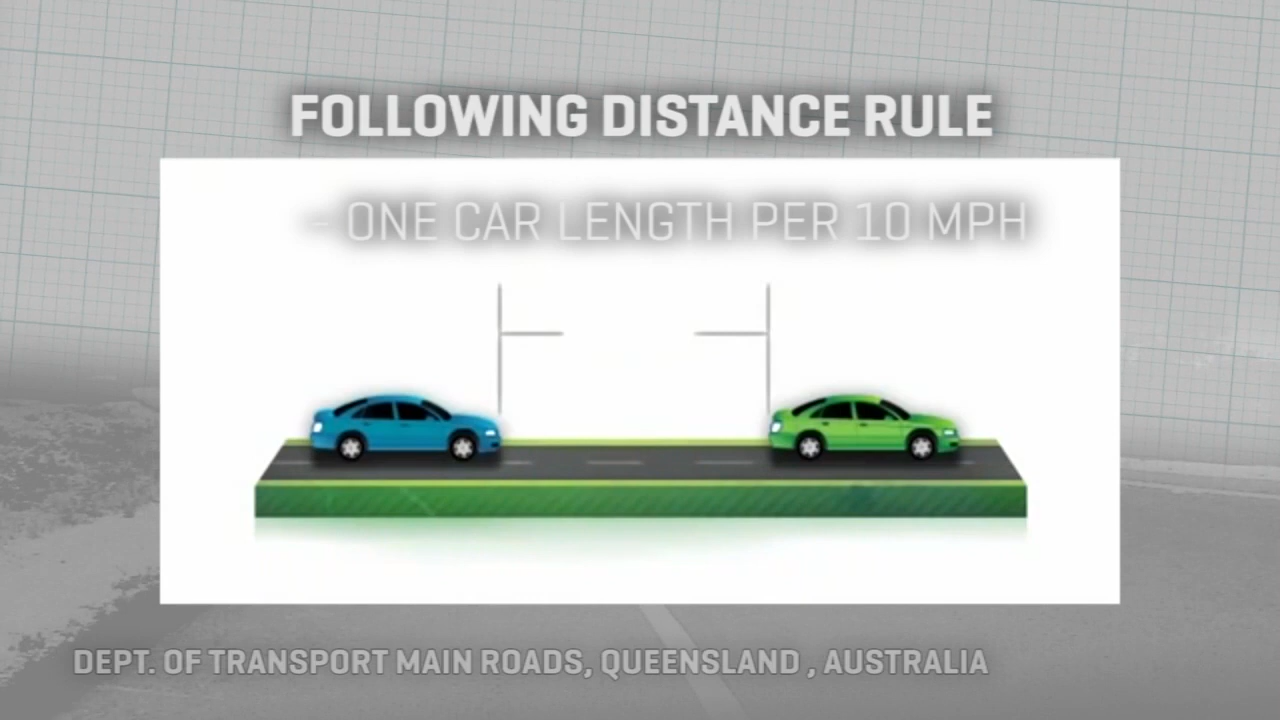 FOLLOWING DISTANCE RULE
- ONE CAR LENGTH PER 10 MPH
DEPT. OF TRANSPORT MAIN ROADS, QUEENSLAND , AUSTRALIA